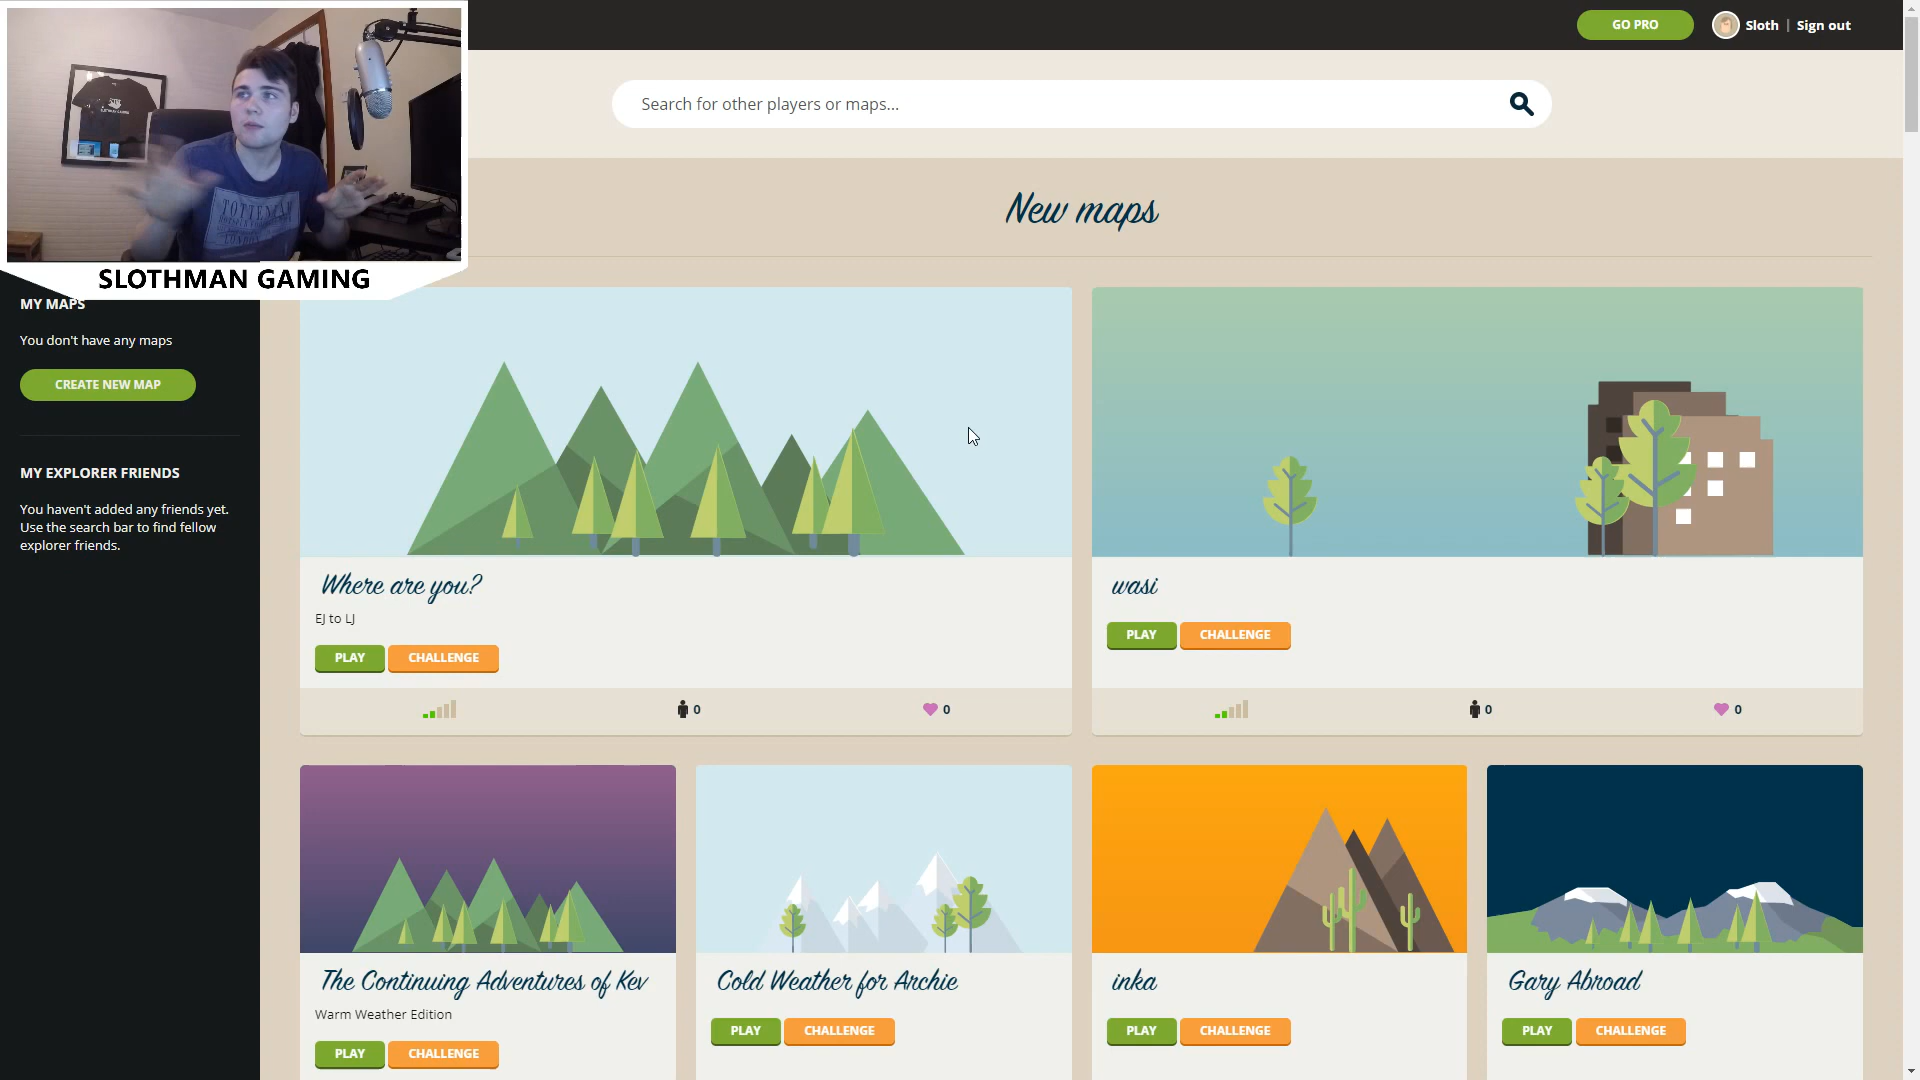 GO PRO
Sloth | Sign out
Search for other players or maps...
New maps
SLOTHMAN GAMING
MY MAPS
You don't have any maps
CREATE NEW MAP
MY EXPLORER FRIENDS
You haven't added any friends yet.
Use the search bar to find fellow
explorer friends.
Where are you?
EJ to LJ
PLAY CHALLENGE
0 0
wasi
PLAY CHALLENGE
0 0
The Continuing Adventures of Kev
Warm Weather Edition
PLAY CHALLENGE
Cold Weather for Archie
PLAY CHALLENGE
inka
PLAY CHALLENGE
Gary Abroad
PLAY CHALLENGE